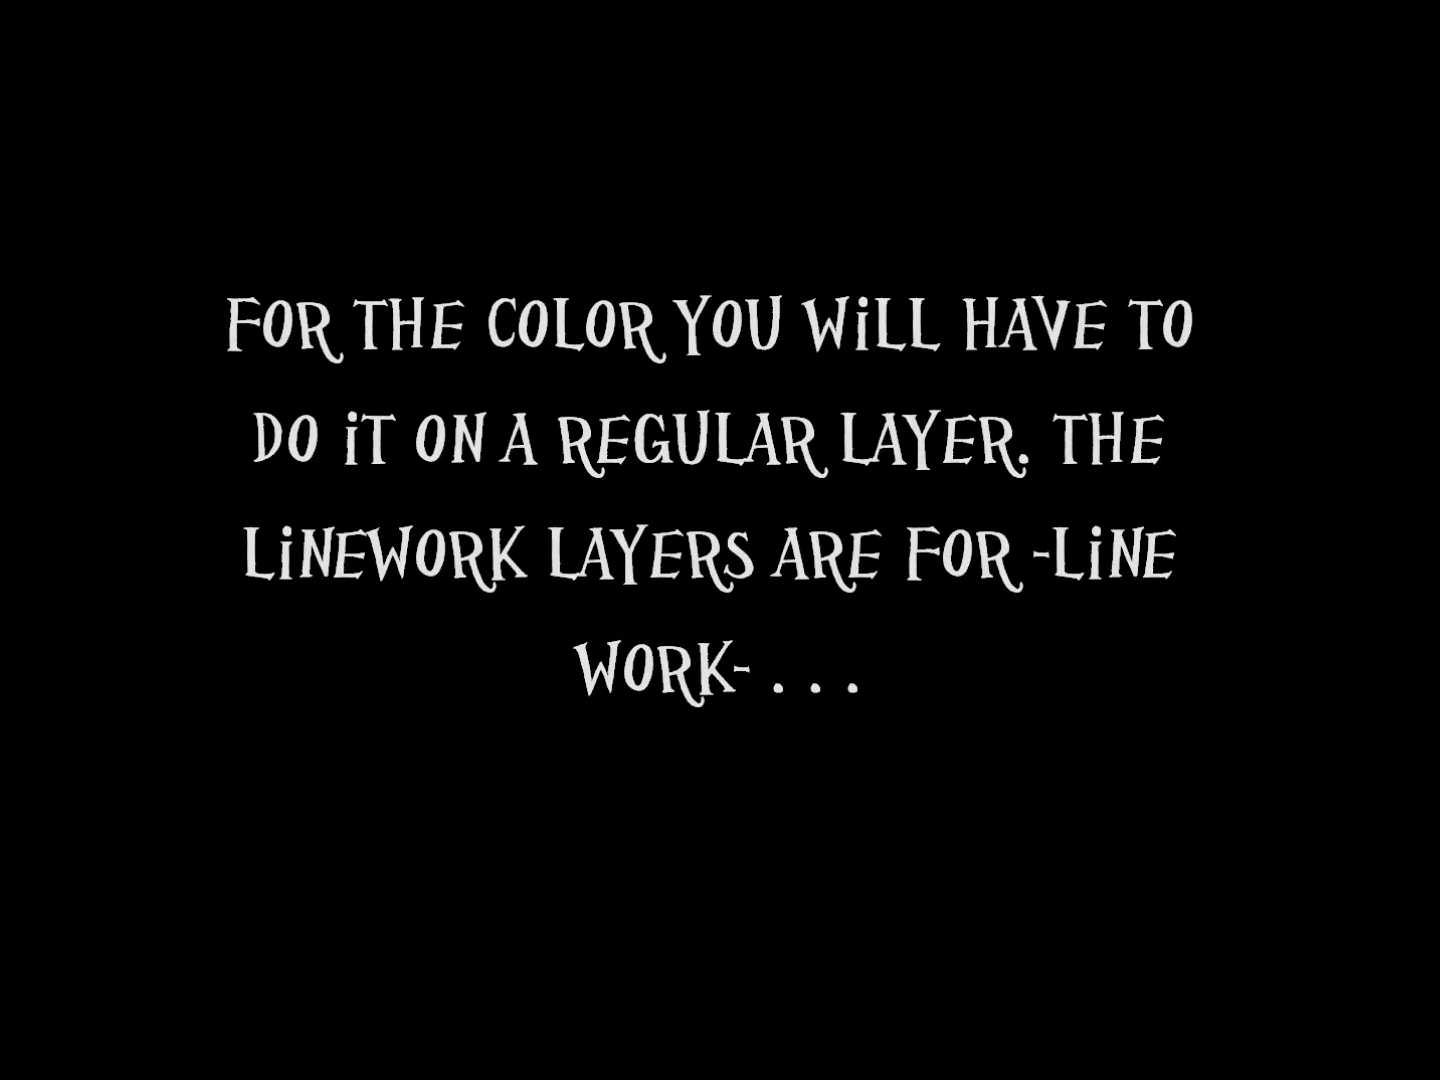 FOR THE COLOR YOU WiLL HAVE TO
DO iT ON A REGULAR LAYER. THE
LiNEWORK LAYERS ARE FOR -LiNE
WORK- . . .